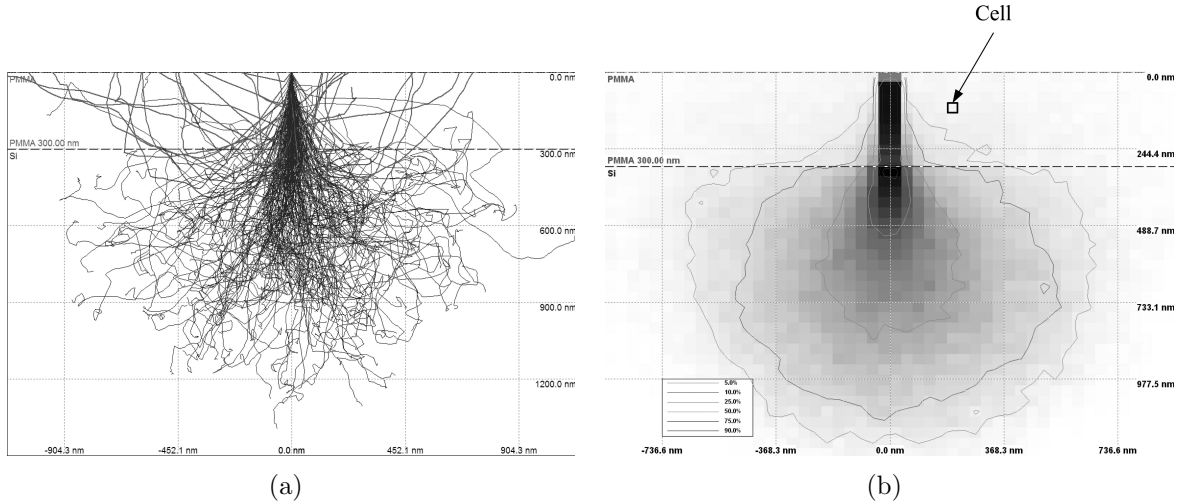 Cell
PMMA
0.0 nm
PMMA 300.00 nm
Si
300.0 nm
600.0 nm
900.0 nm
1200.0 nm
-904.3 nm
-452.1 nm
0.0 nm
452.1 nm
904.3 nm
(a)
PMMA
0.0 nm
244.4 nm
PMMA 300.00 nm
Si
488.7 nm
733.1 nm
977.5 nm
5.0%
10.0%
25.0%
50.0%
75.0%
90.0%
-736.6 nm
-368.3 nm
0.0 nm
368.3 nm
736.6 nm
(b)